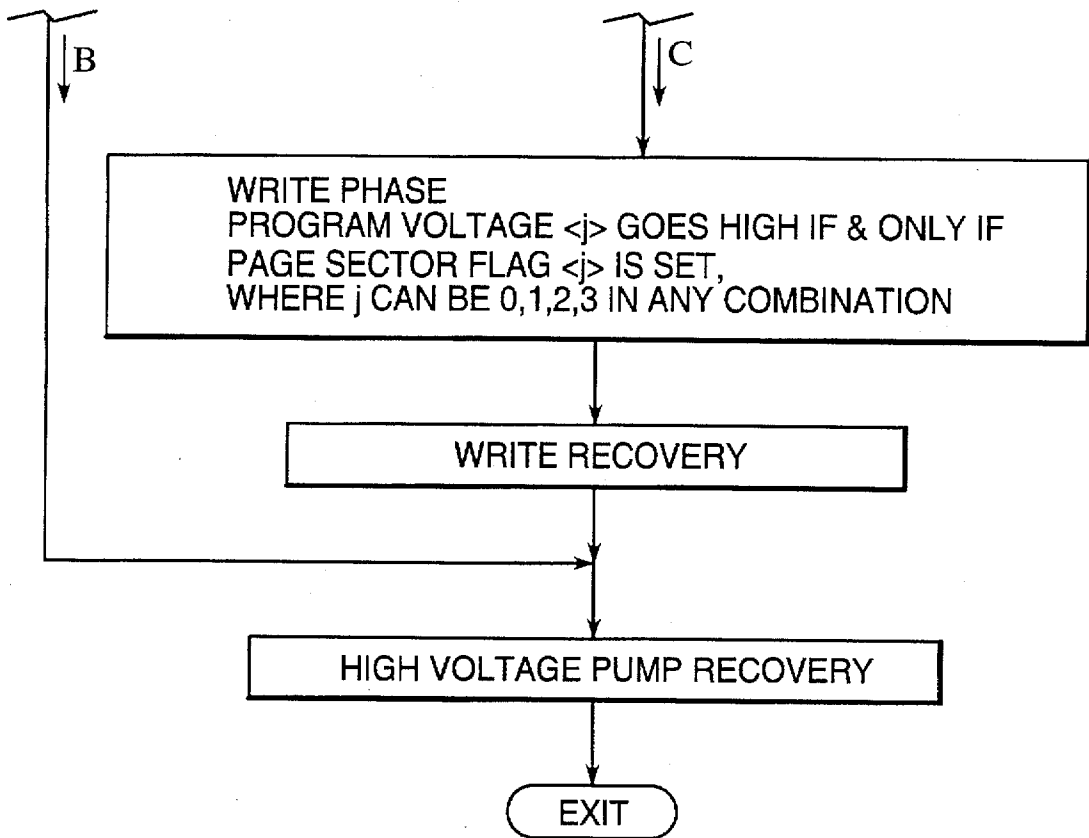 B
C
WRITE PHASE
PROGRAM VOLTAGE <j> GOES HIGH IF & ONLY IF
PAGE SECTOR FLAG <j> IS SET,
WHERE j CAN BE 0,1,2,3 IN ANY COMBINATION
WRITE RECOVERY
HIGH VOLTAGE PUMP RECOVERY
EXIT